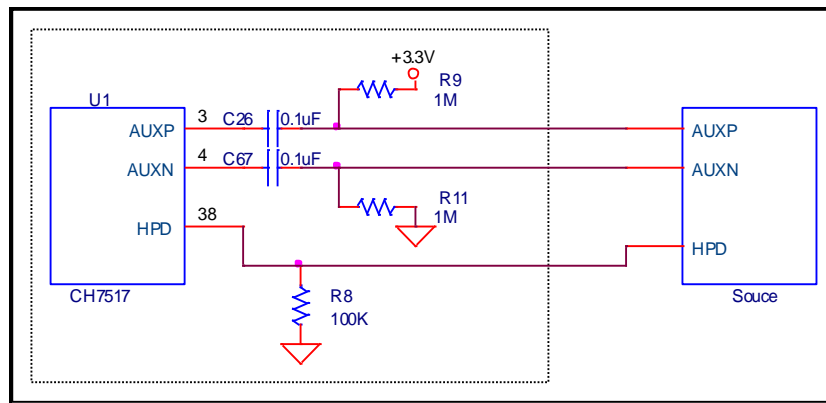 +3.3V
R9
1M
U1
3 C26 0.1uF
AUXP
AUXP
4 C67 0.1uF
AUXN
AUXN
R11
1M
38
HPD
HPD
CH7517
R8
100K
Souce